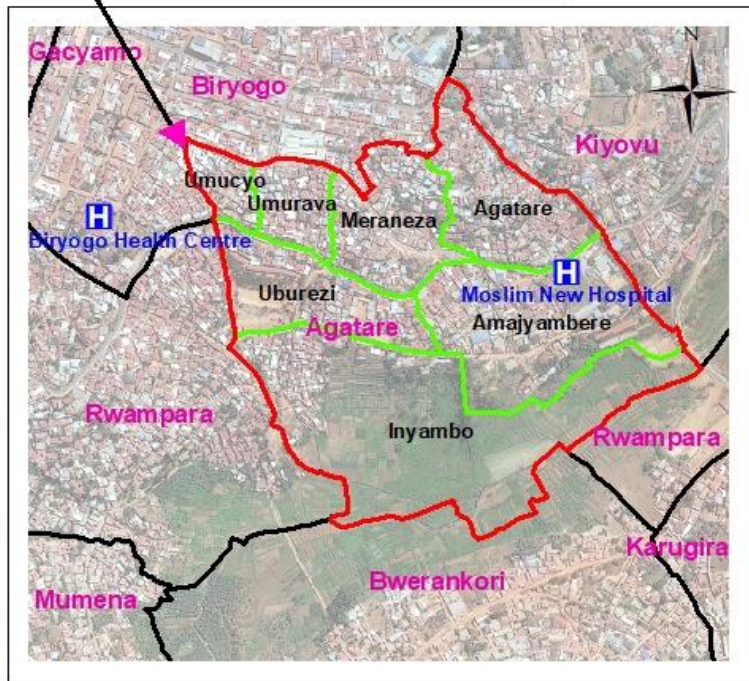 Gacyamo
Biryogo
N
Kiyovu
Umucyo
Umurava
Meraneza
Agatare
H
Biryogo Health Centre
H
Moslim New Hospital
Uburezi
Amajyambere
Agatare
Rwampara
Inyambo
Rwampara
Karugira
Bwerankori
Mumena